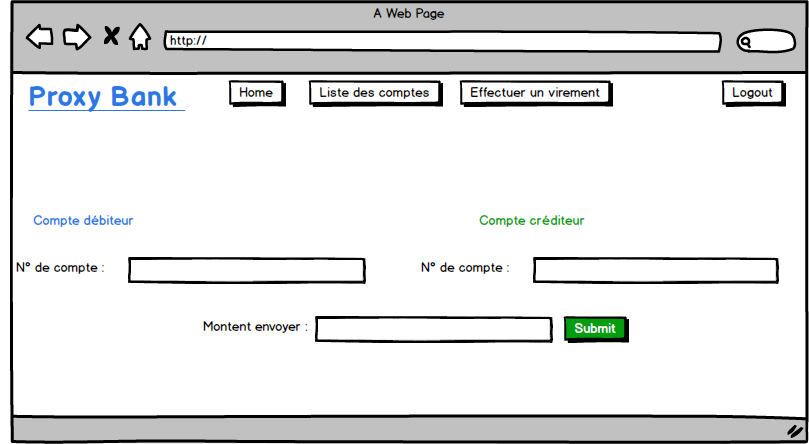 A Web Page
http://
Proxy Bank Home Liste des comptes Effectuer un virement Logout
Compte débiteur Compte créditeur
N° de compte : N° de compte :
Montent envoyer : Submit